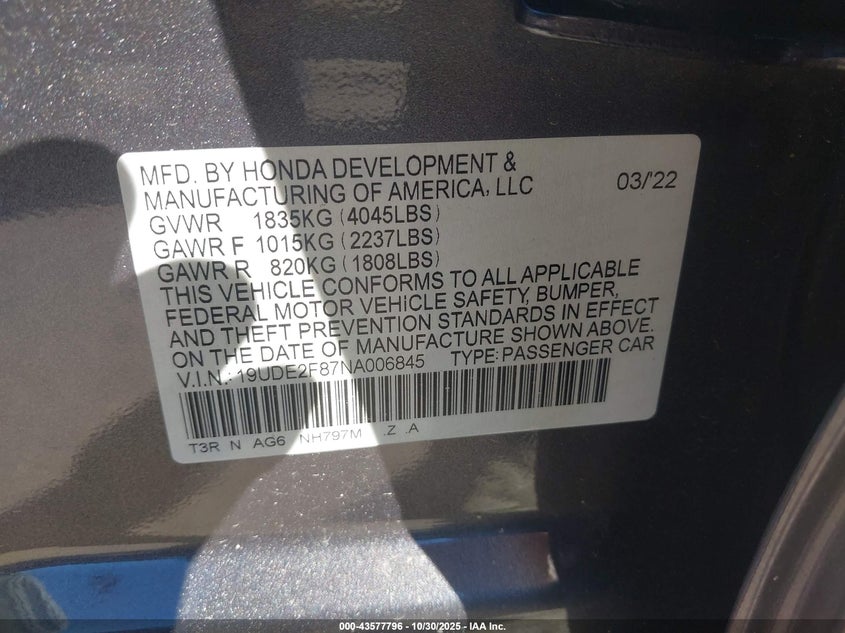 MFD. BY HONDA DEVELOPMENT &
MANUFACTURING OF AMERICA, LLC 03/'22
GVWR 1835KG (4045LBS)
GAWR F 1015KG (2237LBS)
GAWR R 820KG (1808LBS)
THIS VEHICLE CONFORMS TO ALL APPLICABLE
FEDERAL MOTOR VEHICLE SAFETY, BUMPER,
AND THEFT PREVENTION STANDARDS IN EFFECT
ON THE DATE OF MANUFACTURE SHOWN ABOVE.
V.I.N.: 19UDE2F87NA006845 TYPE: PASSENGER CAR
T3R N AG6 NH797M .Z .A
000-43577796 - 10/30/2025 - IAA Inc.